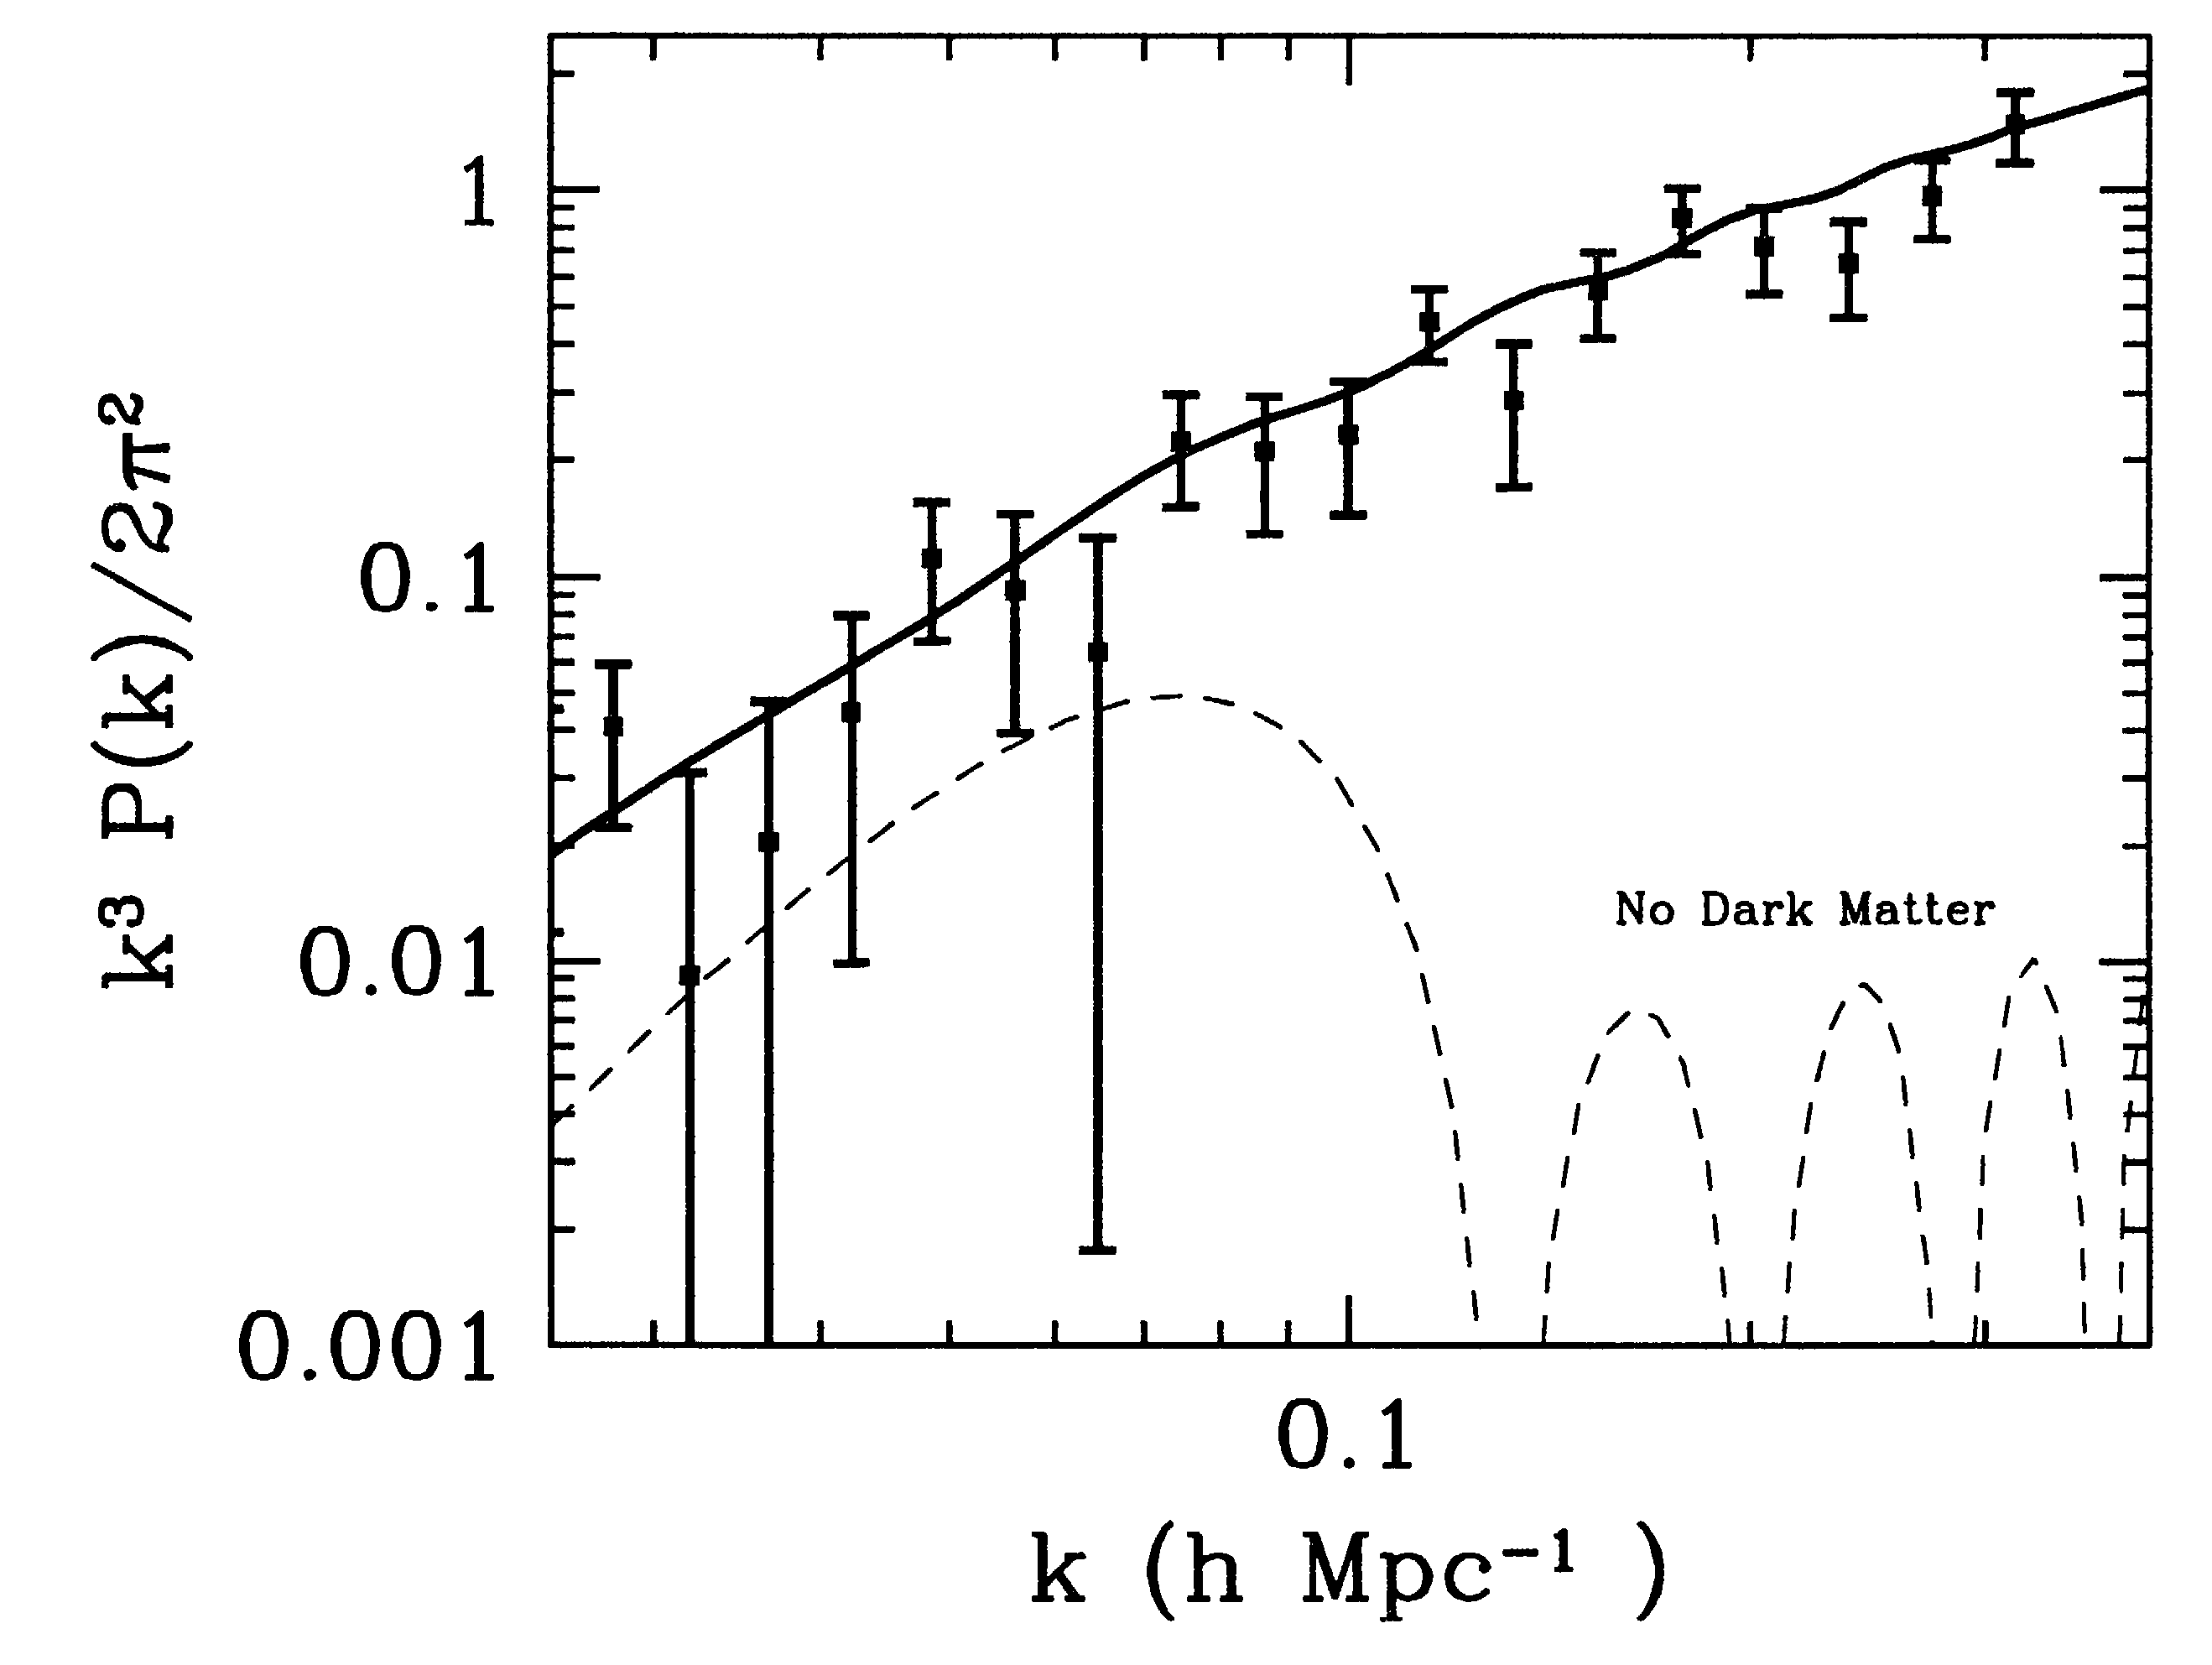 k³ P(k)//2π²
1
0.1
0.01
0.001
No Dark Matter
0.1
k (h Mpc⁻¹ )